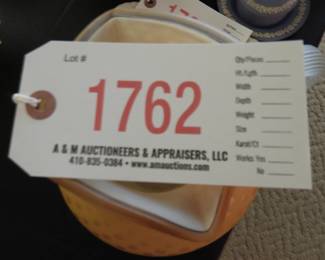 Lot #
1762
A & M AUCTIONEERS & APPRAISERS, LLC
410-835-0384 • www.amauctions.com
Qty/Pieces
Ht./Lgth
Width
Depth
Weight
Size
Karat/Ct
Works: Yes
No